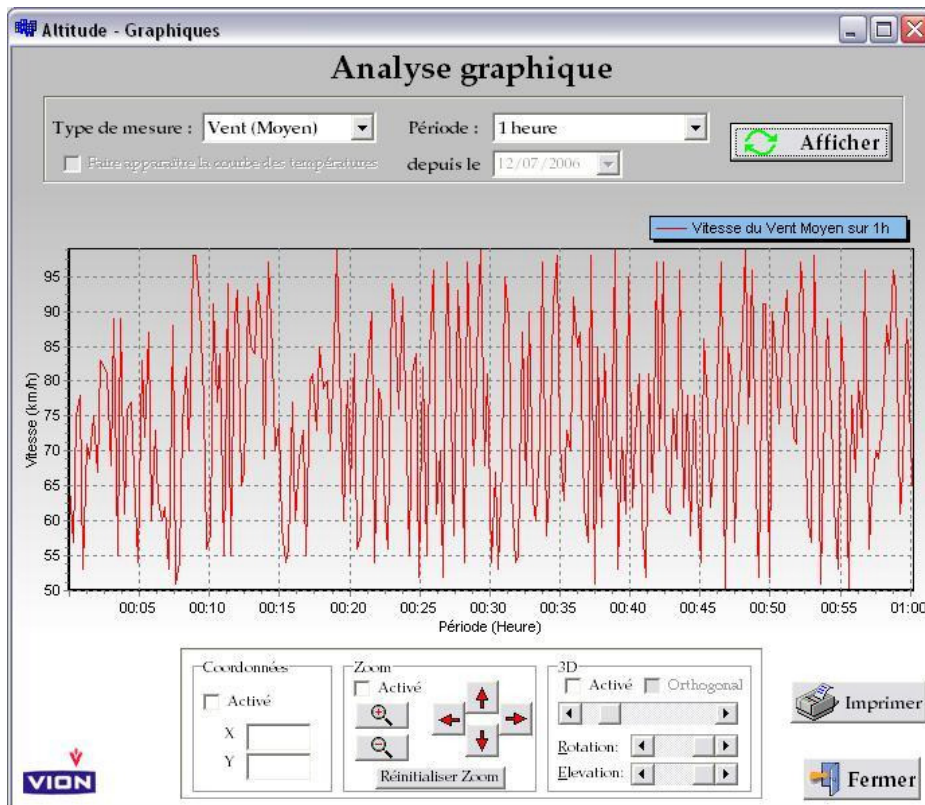 Altitude - Graphiques
Analyse graphique
Type de mesure : Vent (Moyen) Période : 1 heure Afficher
Faire apparaître la courbe des températures depuis le 12/07/2006
Vitesse du Vent Moyen sur 1h
Vitesse (km/h)
95
90
85
80
75
70
65
60
55
50
00:05 00:10 00:15 00:20 00:25 00:30 00:35 00:40 00:45 00:50 00:55 01:00
Période (Heure)
Coordonnées Zoom 3D
Activé Activé Activé Orthogonal
X
Y
Rotation:
Elevation:
Réinitialiser Zoom
Imprimer
Fermer
VION